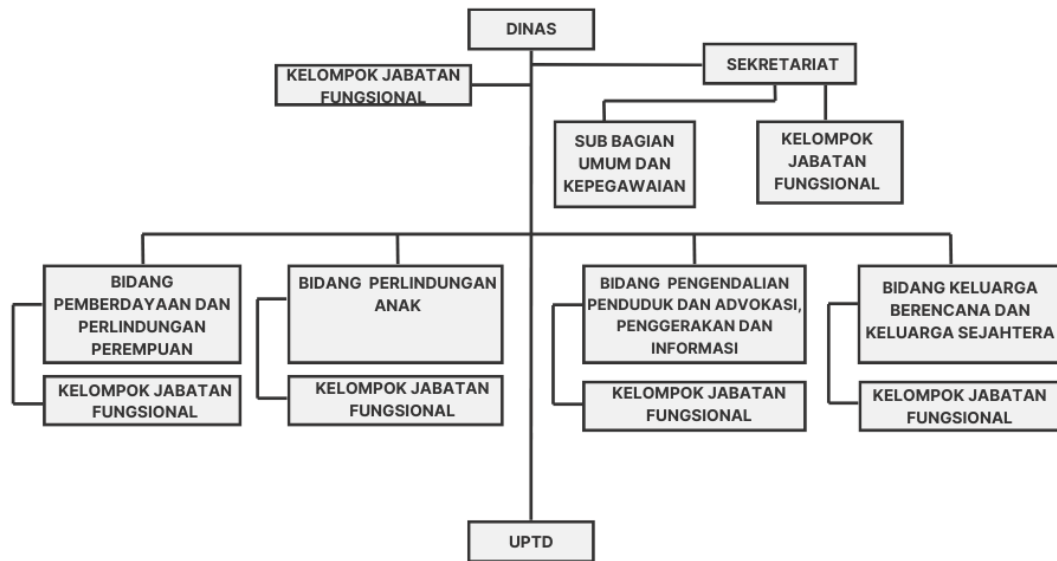 DINAS
SEKRETARIAT
KELOMPOK JABATAN
FUNGSIONAL
SUB BAGIAN
UMUM DAN
KEPEGAWAIAN
KELOMPOK
JABATAN
FUNGSIONAL
BIDANG
PEMBERDAYAAN DAN
PERLINDUNGAN
PEREMPUAN
KELOMPOK JABATAN
FUNGSIONAL
BIDANG PERLINDUNGAN
ANAK
KELOMPOK JABATAN
FUNGSIONAL
BIDANG PENGENDALIAN
PENDUDUK DAN ADVOKASI,
PENGGERAKAN DAN
INFORMASI
KELOMPOK JABATAN
FUNGSIONAL
BIDANG KELUARGA
BERENCANA DAN
KELUARGA SEJAHTERA
KELOMPOK JABATAN
FUNGSIONAL
UPTD